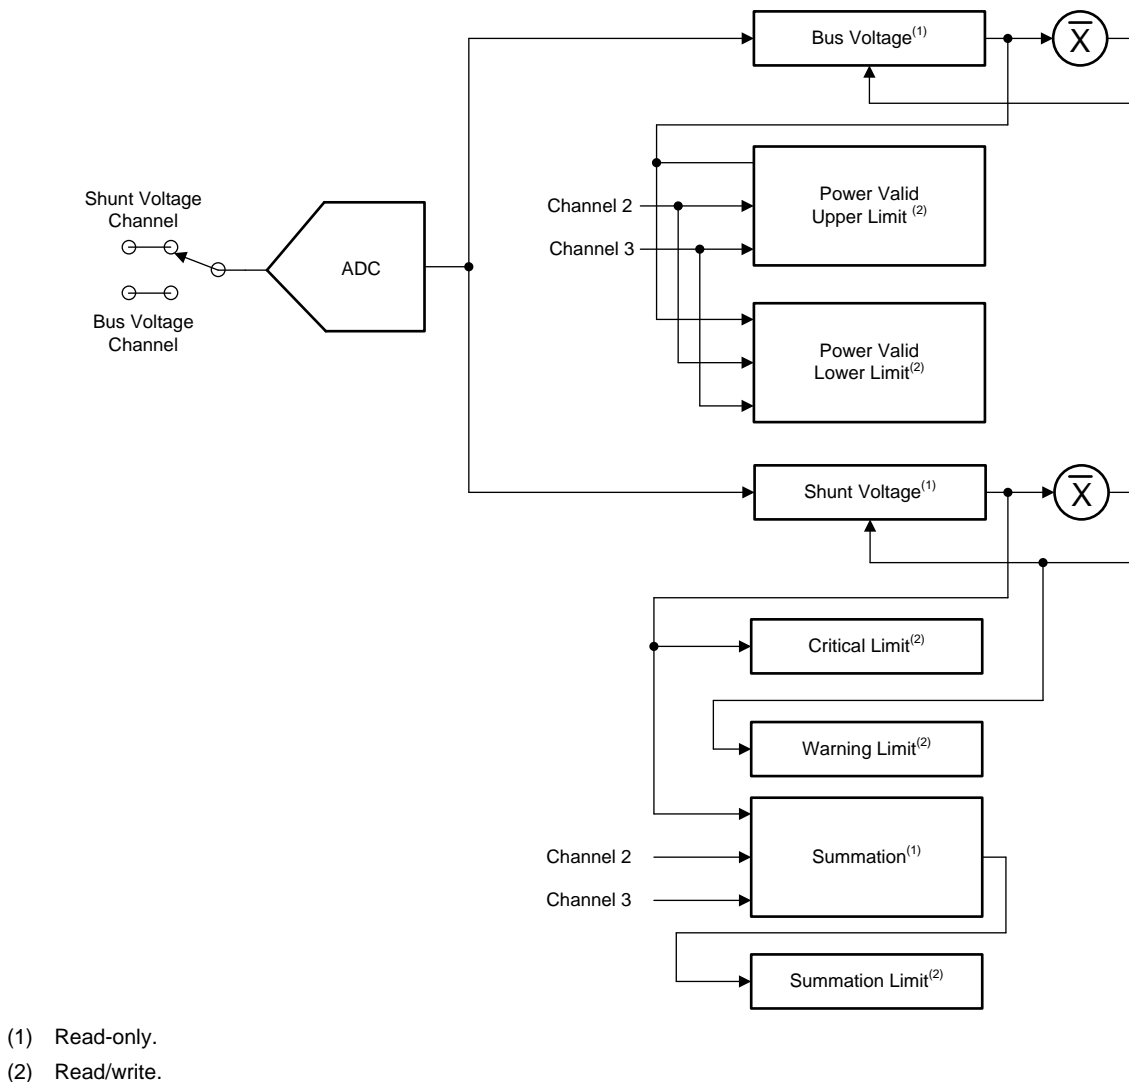 Bus Voltage(1)
X̅
Power Valid
Upper Limit (2)
Channel 2
Channel 3
Shunt Voltage
Channel
ADC
Bus Voltage
Channel
Power Valid
Lower Limit(2)
Shunt Voltage(1)
X̅
Critical Limit(2)
Warning Limit(2)
Channel 2
Channel 3
Summation(1)
Summation Limit(2)
(1) Read-only.
(2) Read/write.